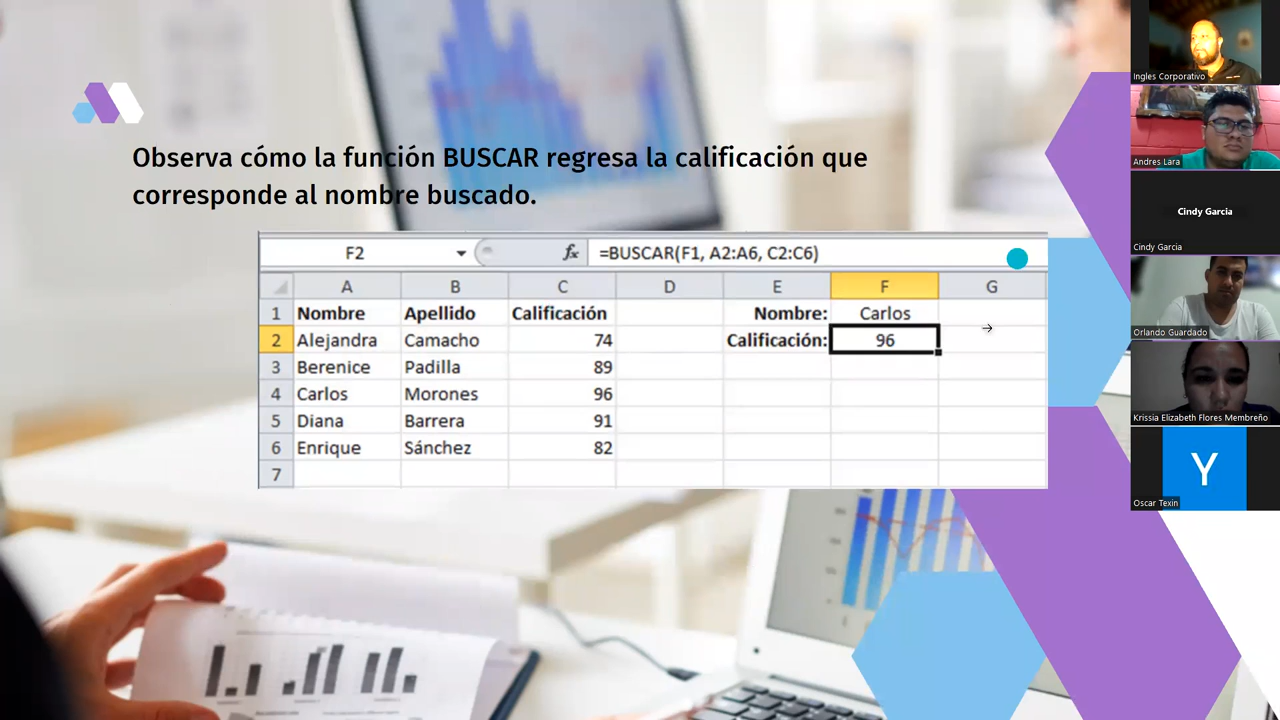 Observa cómo la función BUSCAR regresa la calificación que
corresponde al nombre buscado.
F2 fx =BUSCAR(F1, A2:A6, C2:C6)
A B C D E F G
1 Nombre Apellido Calificación Nombre: Carlos
2 Alejandra Camacho 74 Calificación: 96
3 Berenice Padilla 89
4 Carlos Morones 96
5 Diana Barrera 91
6 Enrique Sánchez 82
7
Ingles Corporativo
Andres Lara
Cindy Garcia
Cindy Garcia
Orlando Guardado
Krissia Elizabeth Flores Membreño
Y
Oscar Texin